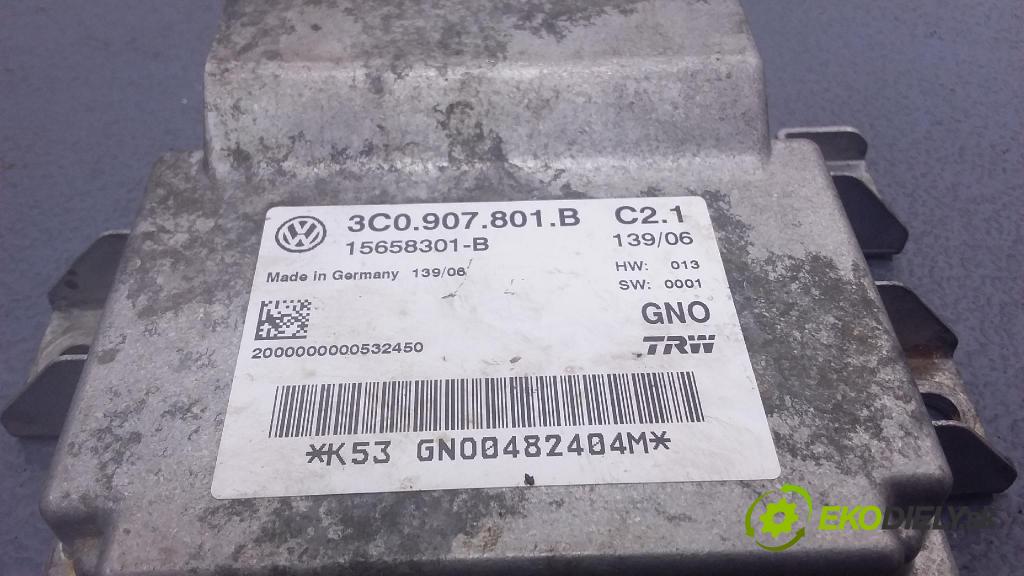 3C0.907.801.B C2.1
15658301-B 139/06
Made in Germany 139/06 HW: 013
SW: 0001
GNO
2000000000532450 TRW
*K53 GNO0482404M*
EKODIELY.SK